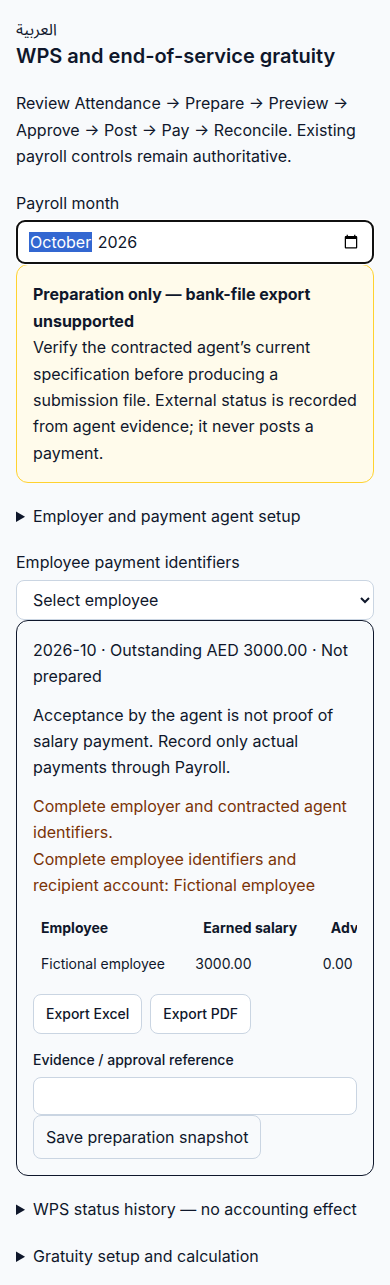 العربية
WPS and end-of-service gratuity
Review Attendance → Prepare → Preview →
Approve → Post → Pay → Reconcile. Existing
payroll controls remain authoritative.
Payroll month
October 2026
Preparation only — bank-file export
unsupported
Verify the contracted agent’s current
specification before producing a
submission file. External status is recorded
from agent evidence; it never posts a
payment.
Employer and payment agent setup
Employee payment identifiers
Select employee
2026-10 · Outstanding AED 3000.00 · Not
prepared
Acceptance by the agent is not proof of
salary payment. Record only actual
payments through Payroll.
Complete employer and contracted agent
identifiers.
Complete employee identifiers and
recipient account: Fictional employee
Employee Earned salary Adv
Fictional employee 3000.00 0.00
Export Excel Export PDF
Evidence / approval reference
Save preparation snapshot
WPS status history — no accounting effect
Gratuity setup and calculation